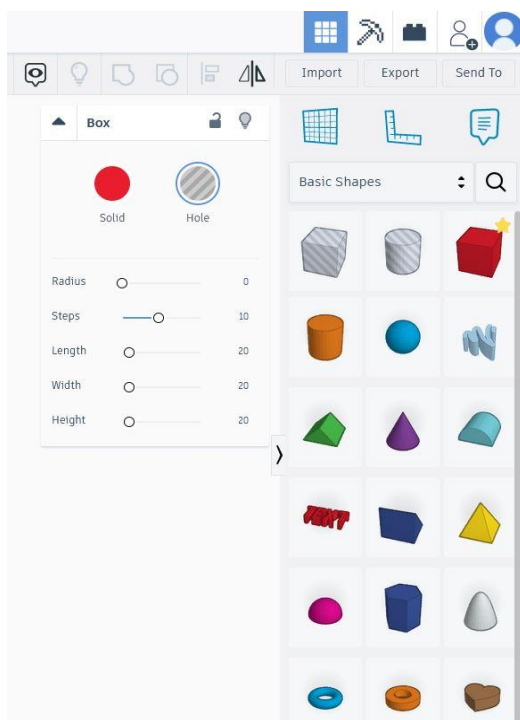 Import Export Send To
Box
Solid Hole
Basic Shapes
Radius 0
Steps 10
Length 20
Width 20
Height 20
TEXT